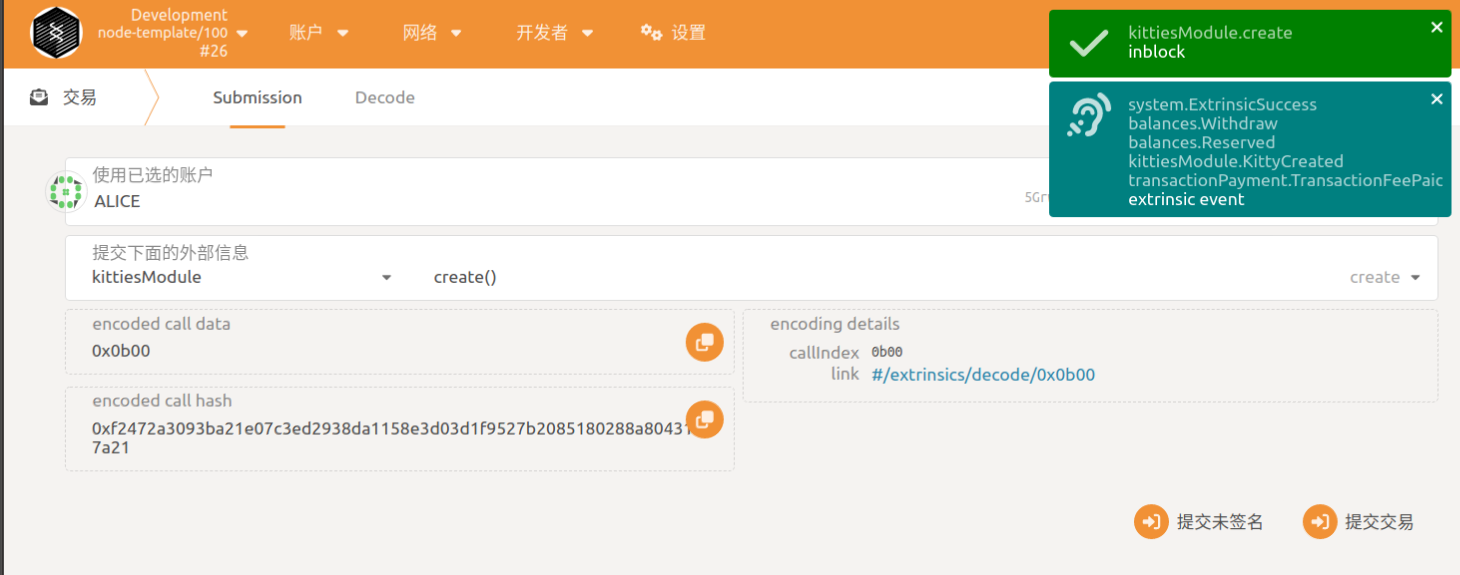 Development
node-template/100
#26
账户
网络
开发者
设置
kittiesModule.create
inblock
system.ExtrinsicSuccess
balances.Withdraw
balances.Reserved
kittiesModule.KittyCreated
transactionPayment.TransactionFeePaic
extrinsic event
交易
Submission
Decode
使用已选的账户
ALICE
提交下面的外部信息
kittiesModule
create()
create
encoded call data
0x0b00
encoding details
callIndex 0b00
link #/extrinsics/decode/0x0b00
encoded call hash
0xf2472a3093ba21e07c3ed2938da1158e3d03d1f9527b2085180288a80431
7a21
提交未签名
提交交易